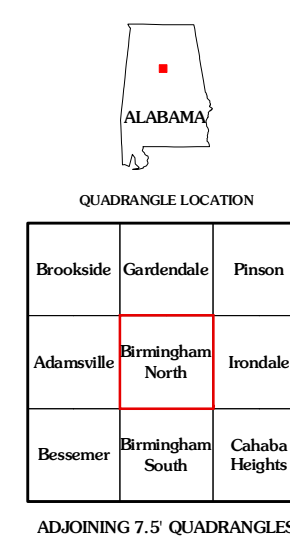 ALABAMA
QUADRANGLE LOCATION
Brookside Gardendale Pinson
Adamsville Birmingham North Irondale
Bessemer Birmingham South Cahaba Heights
ADJOINING 7.5' QUADRANGLES